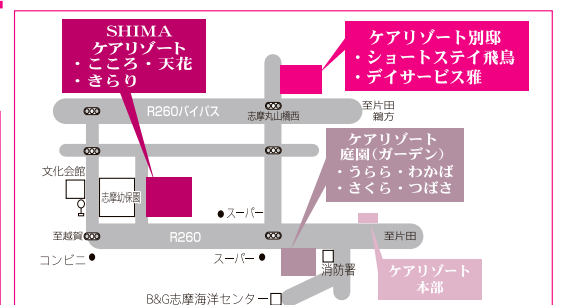 SHIMA
ケアリゾート
・こころ・天花
・きらり
ケアリゾート別邸
・ショートステイ飛鳥
・デイサービス雅
R260バイパス
志摩丸山橋西
至片田
鵜方
ケアリゾート
庭園(ガーデン)
・うらら・わかば
・さくら・つばさ
文化会館
志摩幼保園
●スーパー
至越賀
R260
至片田
コンビニ●
スーパー●
消防署
ケアリゾート
本部
B&G志摩海洋センター